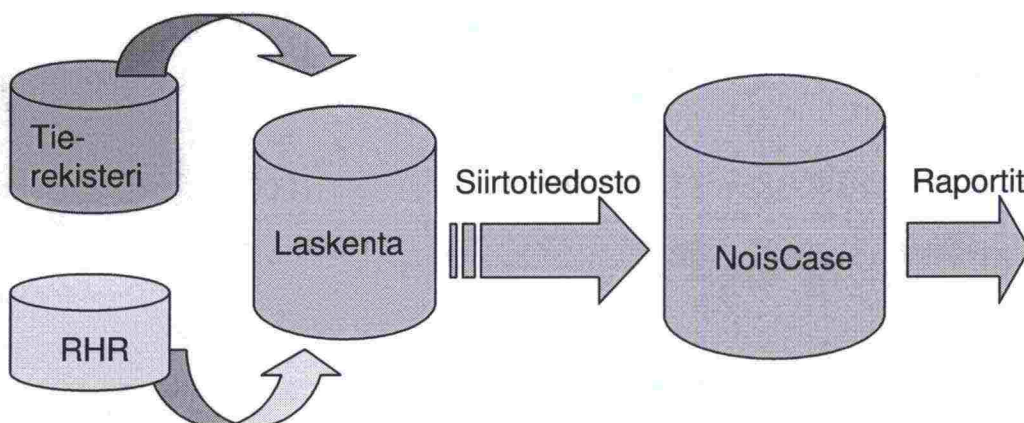 Tie-
rekisteri
RHR
Laskenta
Siirtotiedosto
NoisCase
Raportit